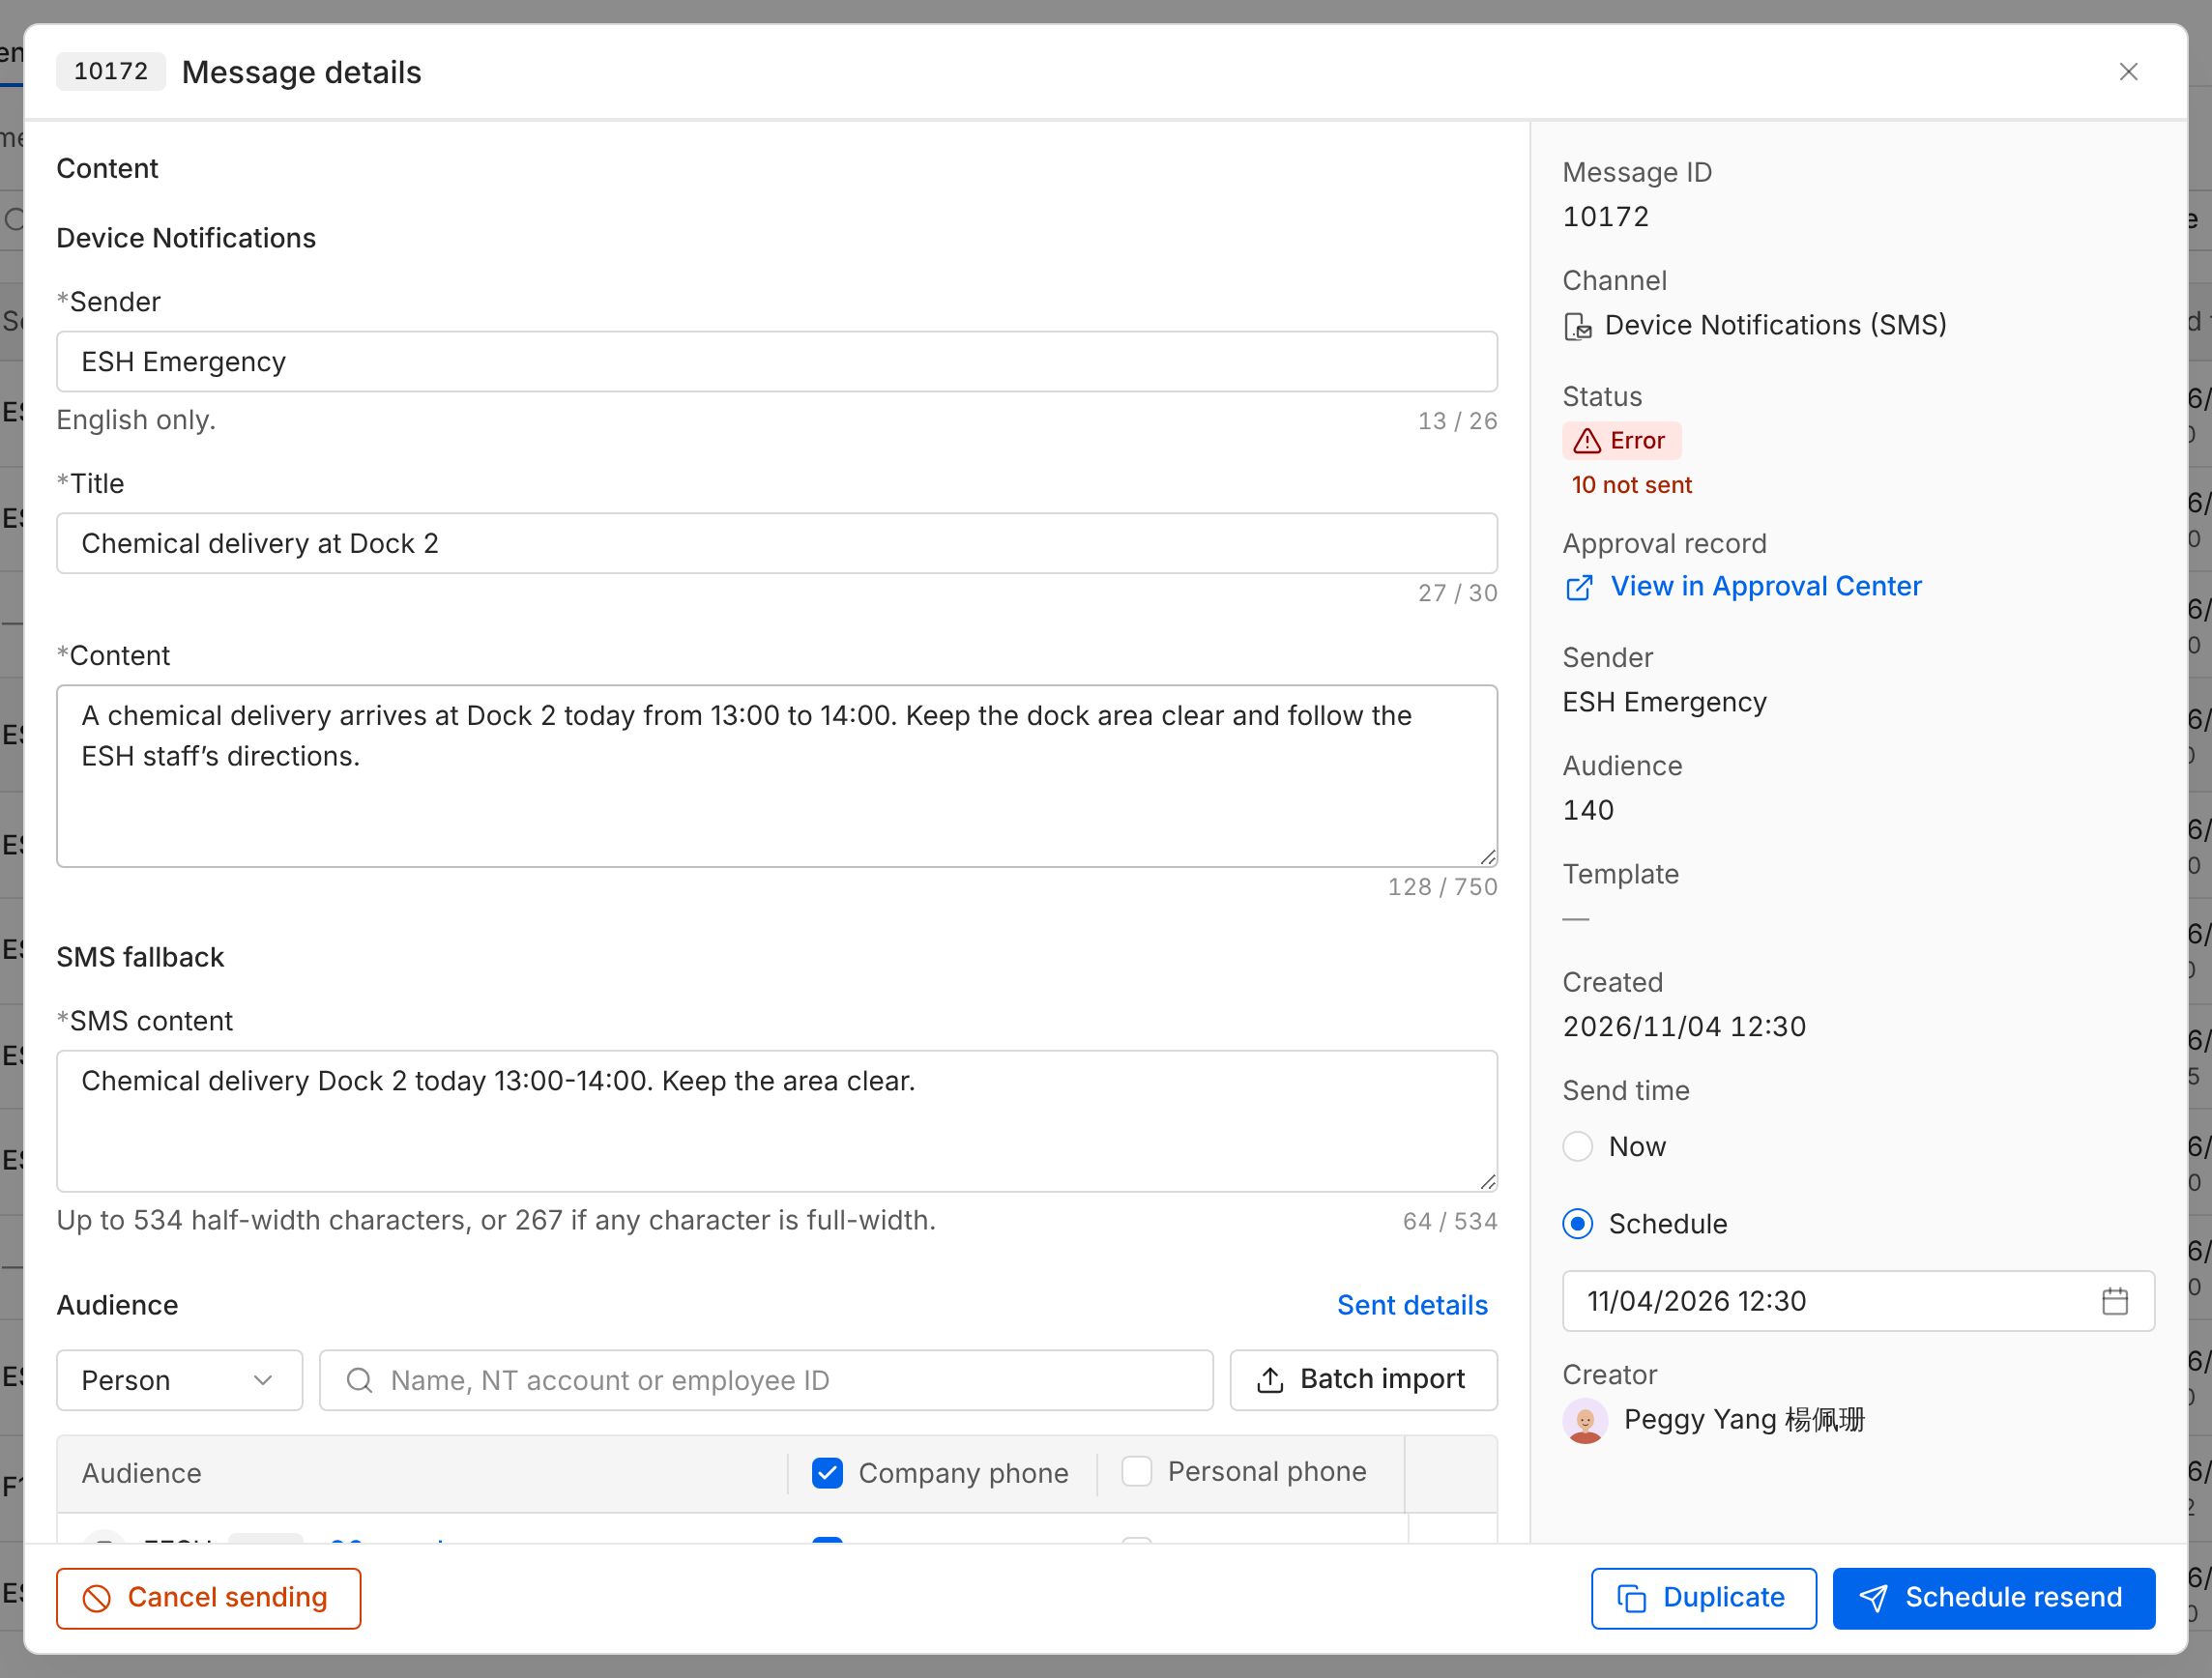 10172 Message details
Content
Device Notifications
*Sender
ESH Emergency
English only. 13 / 26
*Title
Chemical delivery at Dock 2
27 / 30
*Content
A chemical delivery arrives at Dock 2 today from 13:00 to 14:00. Keep the dock area clear and follow the
ESH staff’s directions.
128 / 750
SMS fallback
*SMS content
Chemical delivery Dock 2 today 13:00-14:00. Keep the area clear.
Up to 534 half-width characters, or 267 if any character is full-width. 64 / 534
Audience Sent details
Person Name, NT account or employee ID Batch import
Audience Company phone Personal phone
Message ID
10172
Channel
Device Notifications (SMS)
Status
Error
10 not sent
Approval record
View in Approval Center
Sender
ESH Emergency
Audience
140
Template
—
Created
2026/11/04 12:30
Send time
Now
Schedule
11/04/2026 12:30
Creator
Peggy Yang 楊佩珊
Cancel sending Duplicate Schedule resend